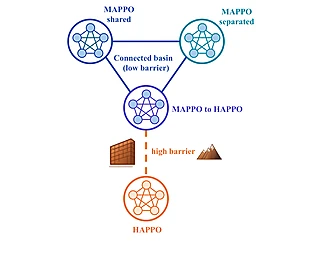 MAPPO
shared
MAPPO
separated
Connected basin
(low barrier)
MAPPO to HAPPO
high barrier
HAPPO